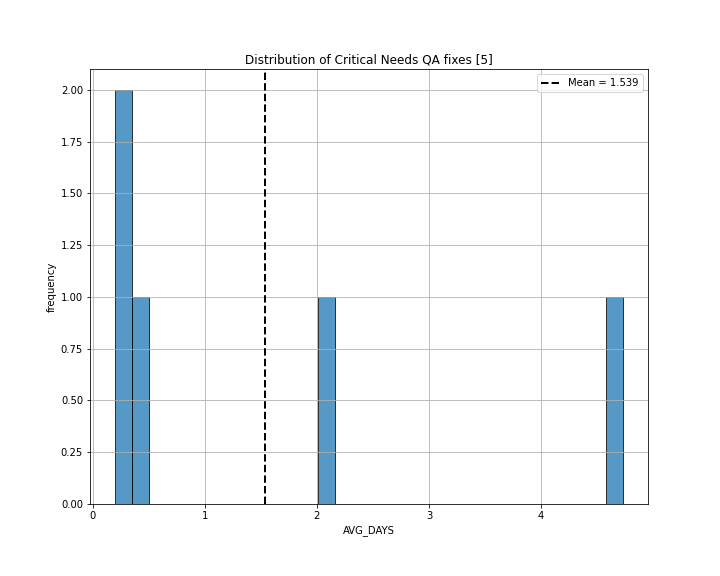 Distribution of Critical Needs QA fixes [5]
Mean = 1.539
2.00
1.75
1.50
1.25
1.00
0.75
0.50
0.25
0.00
frequency
0 1 2 3 4
AVG_DAYS